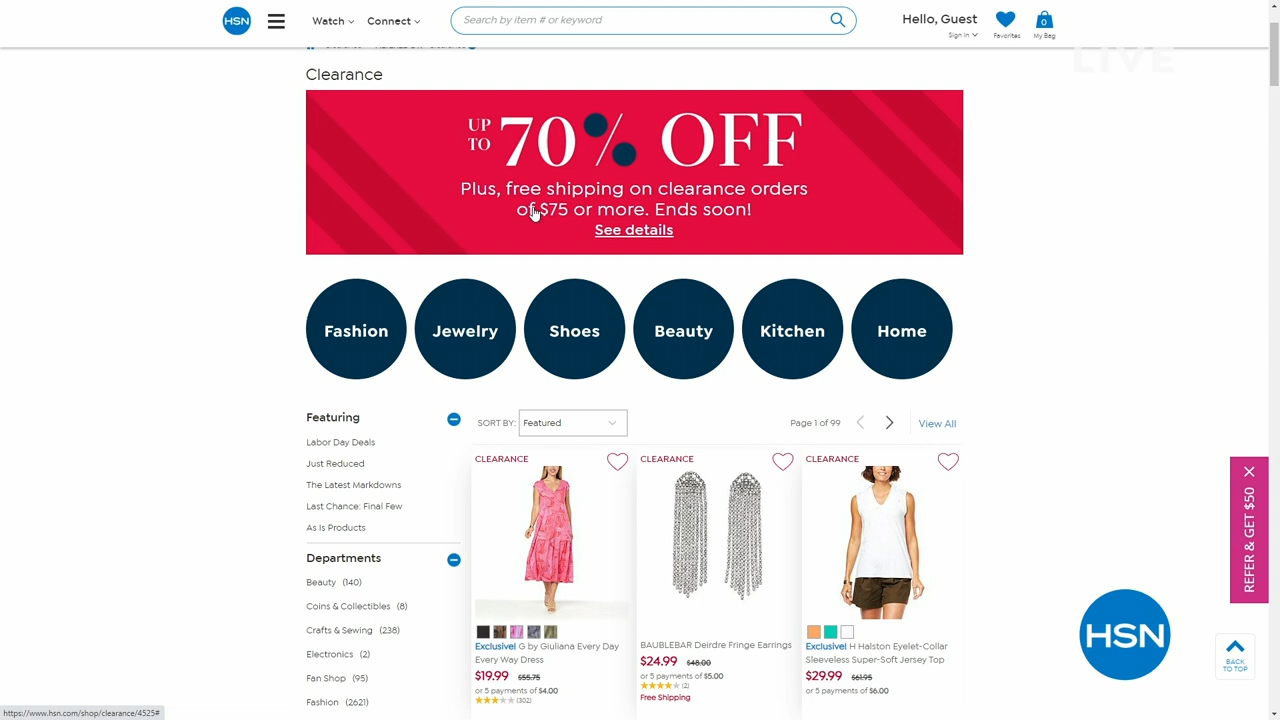 HSN
Watch
Connect
Search by item # or keyword
Hello, Guest
Sign In
Favorites
0
My Bag
LIVE
Clearance
UP TO 70% OFF
Plus, free shipping on clearance orders
of $75 or more. Ends soon!
See details
Fashion
Jewelry
Shoes
Beauty
Kitchen
Home
Featuring
Labor Day Deals
Just Reduced
The Latest Markdowns
Last Chance: Final Few
As Is Products
Departments
Beauty (140)
Coins & Collectibles (8)
Crafts & Sewing (238)
Electronics (2)
Fan Shop (95)
Fashion (2621)
SORT BY: Featured
Page 1 of 99
View All
CLEARANCE
Exclusive! G by Giuliana Every Day
Every Way Dress
$19.99 $55.75
or 5 payments of $4.00
(302)
CLEARANCE
BAUBLEBAR Deirdre Fringe Earrings
$24.99 $48.00
or 5 payments of $5.00
(2)
Free Shipping
CLEARANCE
Exclusive! H Halston Eyelet-Collar
Sleeveless Super-Soft Jersey Top
$29.99 $61.95
or 5 payments of $6.00
REFER & GET $50
HSN
BACK
TO TOP
https://www.hsn.com/shop/clearance/4525#